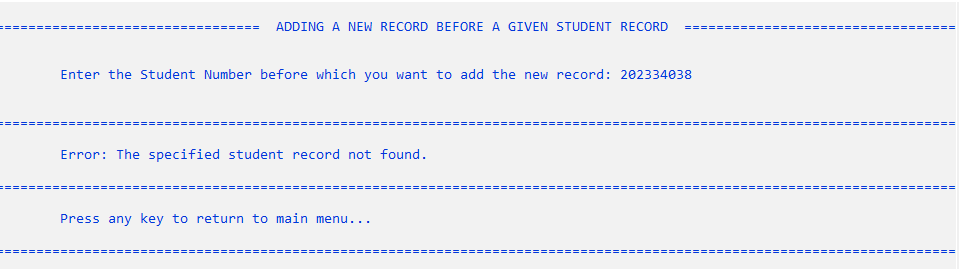 ================================= ADDING A NEW RECORD BEFORE A GIVEN STUDENT RECORD ==================================
Enter the Student Number before which you want to add the new record: 202334038
========================================================================================================================
Error: The specified student record not found.
========================================================================================================================
Press any key to return to main menu...
========================================================================================================================